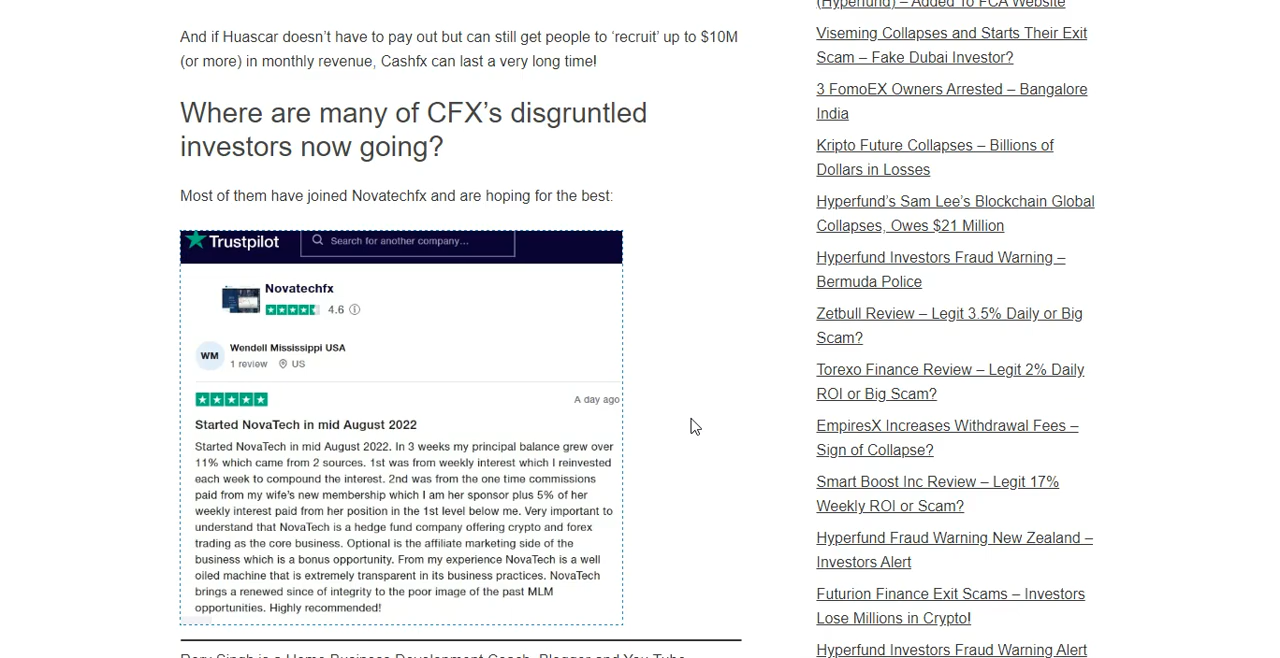 And if Huascar doesn’t have to pay out but can still get people to ‘recruit’ up to $10M
(or more) in monthly revenue, Cashfx can last a very long time!
Where are many of CFX’s disgruntled
investors now going?
Most of them have joined Novatechfx and are hoping for the best:
Trustpilot
Search for another company...
Novatechfx
4.6
WM
Wendell Mississippi USA
1 review
US
A day ago
Started NovaTech in mid August 2022
Started NovaTech in mid August 2022. In 3 weeks my principal balance grew over
11% which came from 2 sources. 1st was from weekly interest which I reinvested
each week to compound the interest. 2nd was from the one time commissions
paid from my wife's new membership which I am her sponsor plus 5% of her
weekly interest paid from her position in the 1st level below me. Very important to
understand that NovaTech is a hedge fund company offering crypto and forex
trading as the core business. Optional is the affiliate marketing side of the
business which is a bonus opportunity. From my experience NovaTech is a well
oiled machine that is extremely transparent in its business practices. NovaTech
brings a renewed since of integrity to the poor image of the past MLM
opportunities. Highly recommended!
Rory Singh is a Home Business Development Coach, Blogger and You Tube
(Hyperfund) – Added To FCA Website
Viseming Collapses and Starts Their Exit
Scam – Fake Dubai Investor?
3 FomoEX Owners Arrested – Bangalore
India
Kripto Future Collapses – Billions of
Dollars in Losses
Hyperfund’s Sam Lee’s Blockchain Global
Collapses, Owes $21 Million
Hyperfund Investors Fraud Warning –
Bermuda Police
Zetbull Review – Legit 3.5% Daily or Big
Scam?
Torexo Finance Review – Legit 2% Daily
ROI or Big Scam?
EmpiresX Increases Withdrawal Fees –
Sign of Collapse?
Smart Boost Inc Review – Legit 17%
Weekly ROI or Scam?
Hyperfund Fraud Warning New Zealand –
Investors Alert
Futurion Finance Exit Scams – Investors
Lose Millions in Crypto!
Hyperfund Investors Fraud Warning Alert